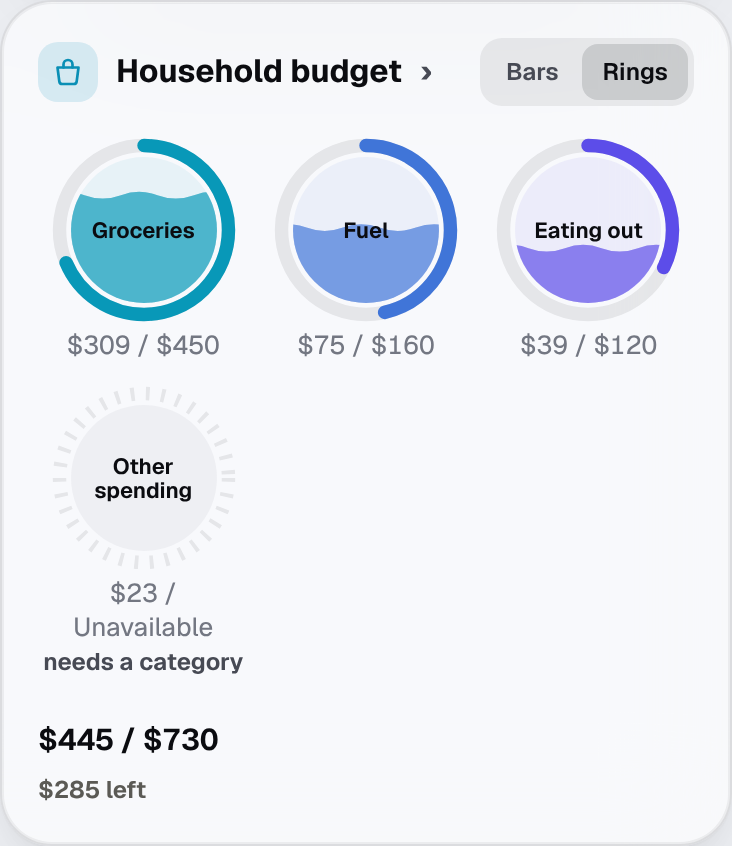 Household budget ›
Bars
Rings
Groceries
Fuel
Eating out
$309 / $450
$75 / $160
$39 / $120
Other
spending
$23 /
Unavailable
needs a category
$445 / $730
$285 left